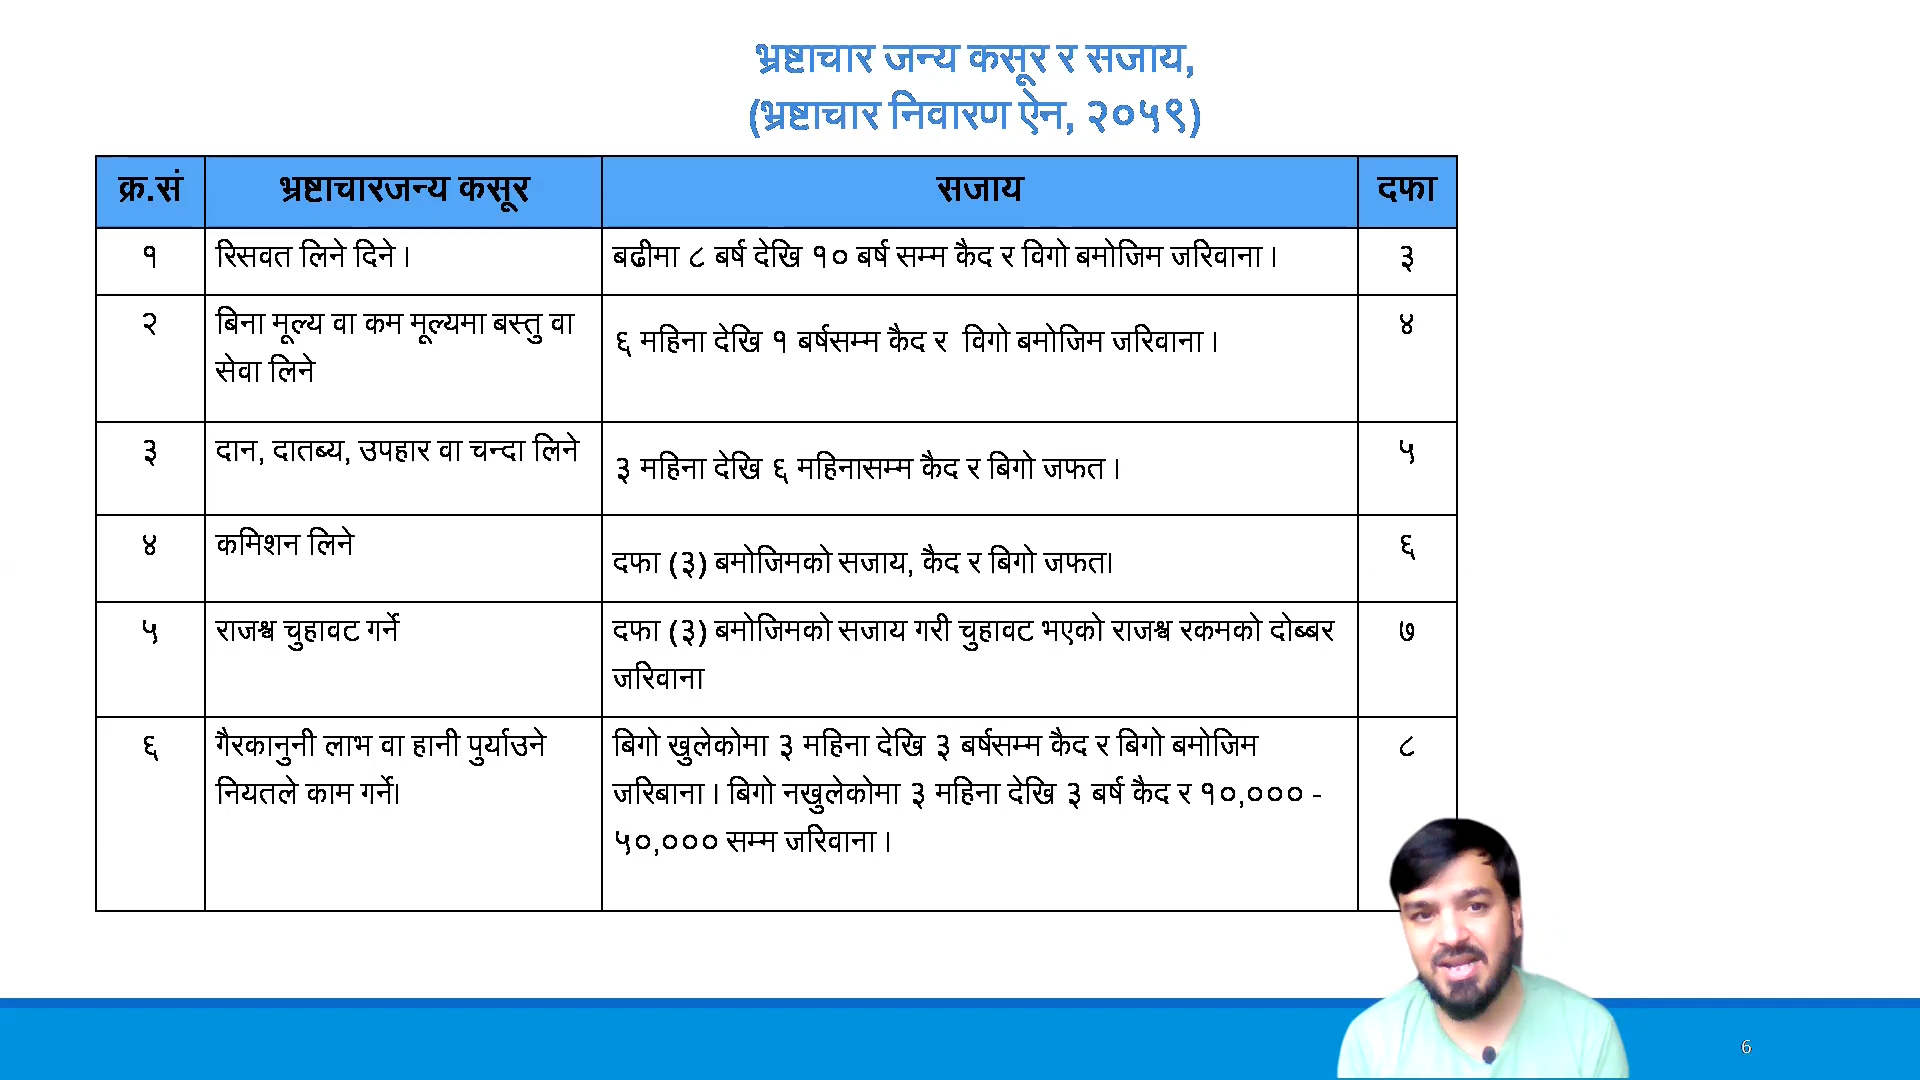 भ्रष्टाचार जन्य कसूर र सजाय,
(भ्रष्टाचार निवारण ऐन, २०५९)
क्र.सं भ्रष्टाचारजन्य कसूर सजाय दफा
१ रिसवत लिने दिने । बढीमा ८ बर्ष देखि १० बर्ष सम्म कैद र विगो बमोजिम जरिवाना । ३
२ बिना मूल्य वा कम मूल्यमा बस्तु वा
सेवा लिने
६ महिना देखि १ बर्षसम्म कैद र विगो बमोजिम जरिवाना । ४
३ दान, दातब्य, उपहार वा चन्दा लिने ३ महिना देखि ६ महिनासम्म कैद र बिगो जफत । ५
४ कमिशन लिने दफा (३) बमोजिमको सजाय, कैद र बिगो जफत। ६
५ राजश्व चुहावट गर्ने दफा (३) बमोजिमको सजाय गरी चुहावट भएको राजश्व रकमको दोब्बर
जरिवाना
७
६ गैरकानुनी लाभ वा हानी पुर्याउने
नियतले काम गर्ने।
बिगो खुलेकोमा ३ महिना देखि ३ बर्षसम्म कैद र बिगो बमोजिम
जरिबाना । बिगो नखुलेकोमा ३ महिना देखि ३ बर्ष कैद र १०,००० -
५०,००० सम्म जरिवाना ।
८
6